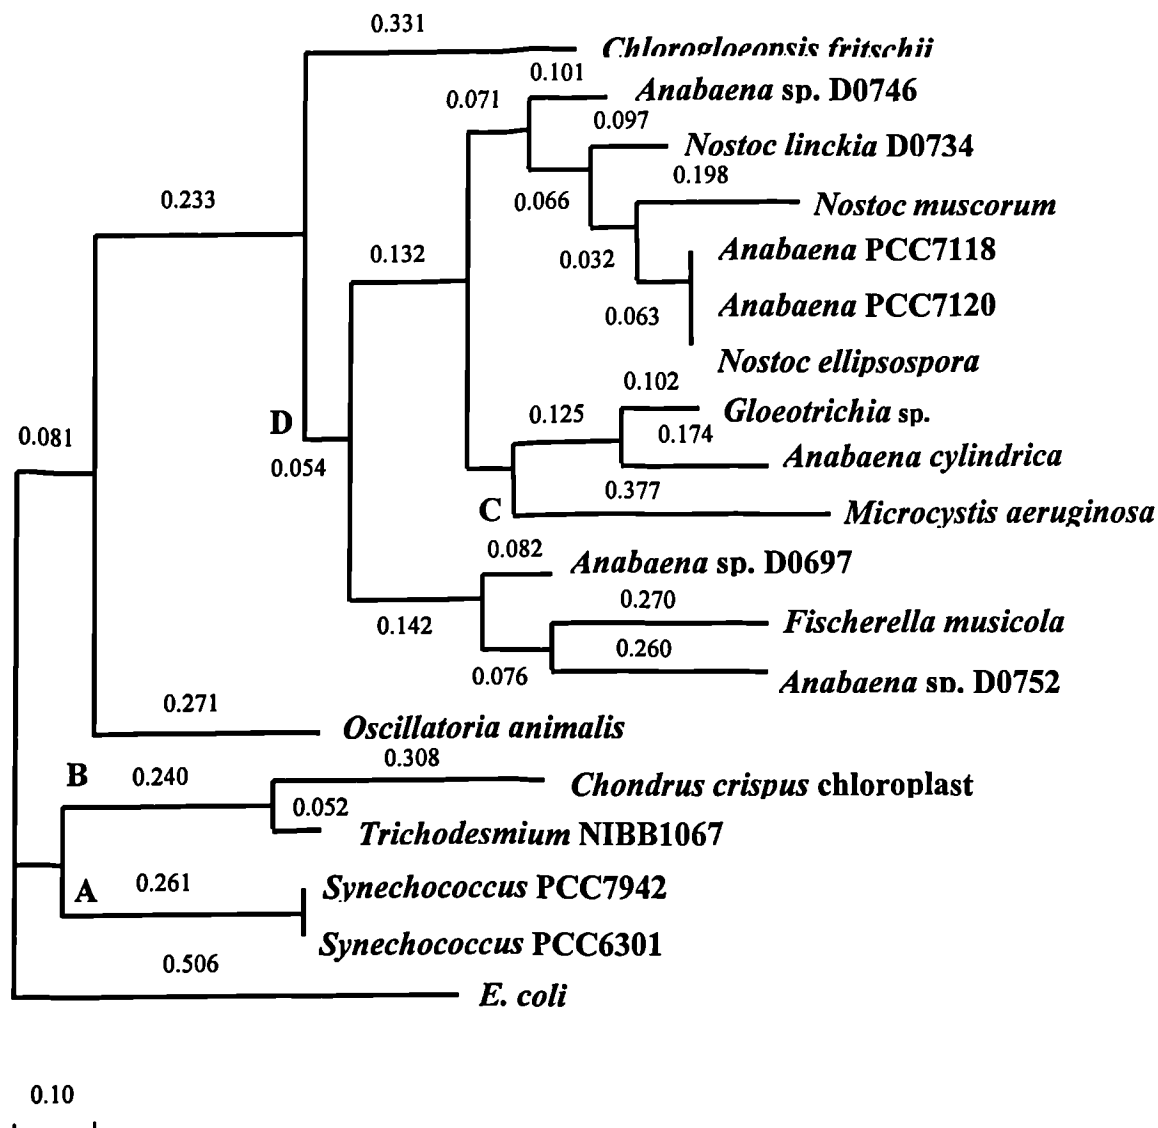 0.331
Chlorogloeopsis fritschii
0.101
0.071
Anabaena sp. D0746
0.097
Nostoc linckia D0734
0.198
0.066
Nostoc muscorum
0.233
0.132
0.032
Anabaena PCC7118
0.063
Anabaena PCC7120
Nostoc ellipsospora
0.102
0.125
Gloeotrichia sp.
D
0.081
0.174
0.054
Anabaena cylindrica
0.377
C
Microcystis aeruginosa
0.082
Anabaena sp. D0697
0.270
0.142
Fischerella musicola
0.260
0.076
Anabaena sp. D0752
0.271
Oscillatoria animalis
B
0.240
0.308
Chondrus crispus chloroplast
0.052
Trichodesmium NIBB1067
A
0.261
Synechococcus PCC7942
Synechococcus PCC6301
0.506
E. coli
0.10